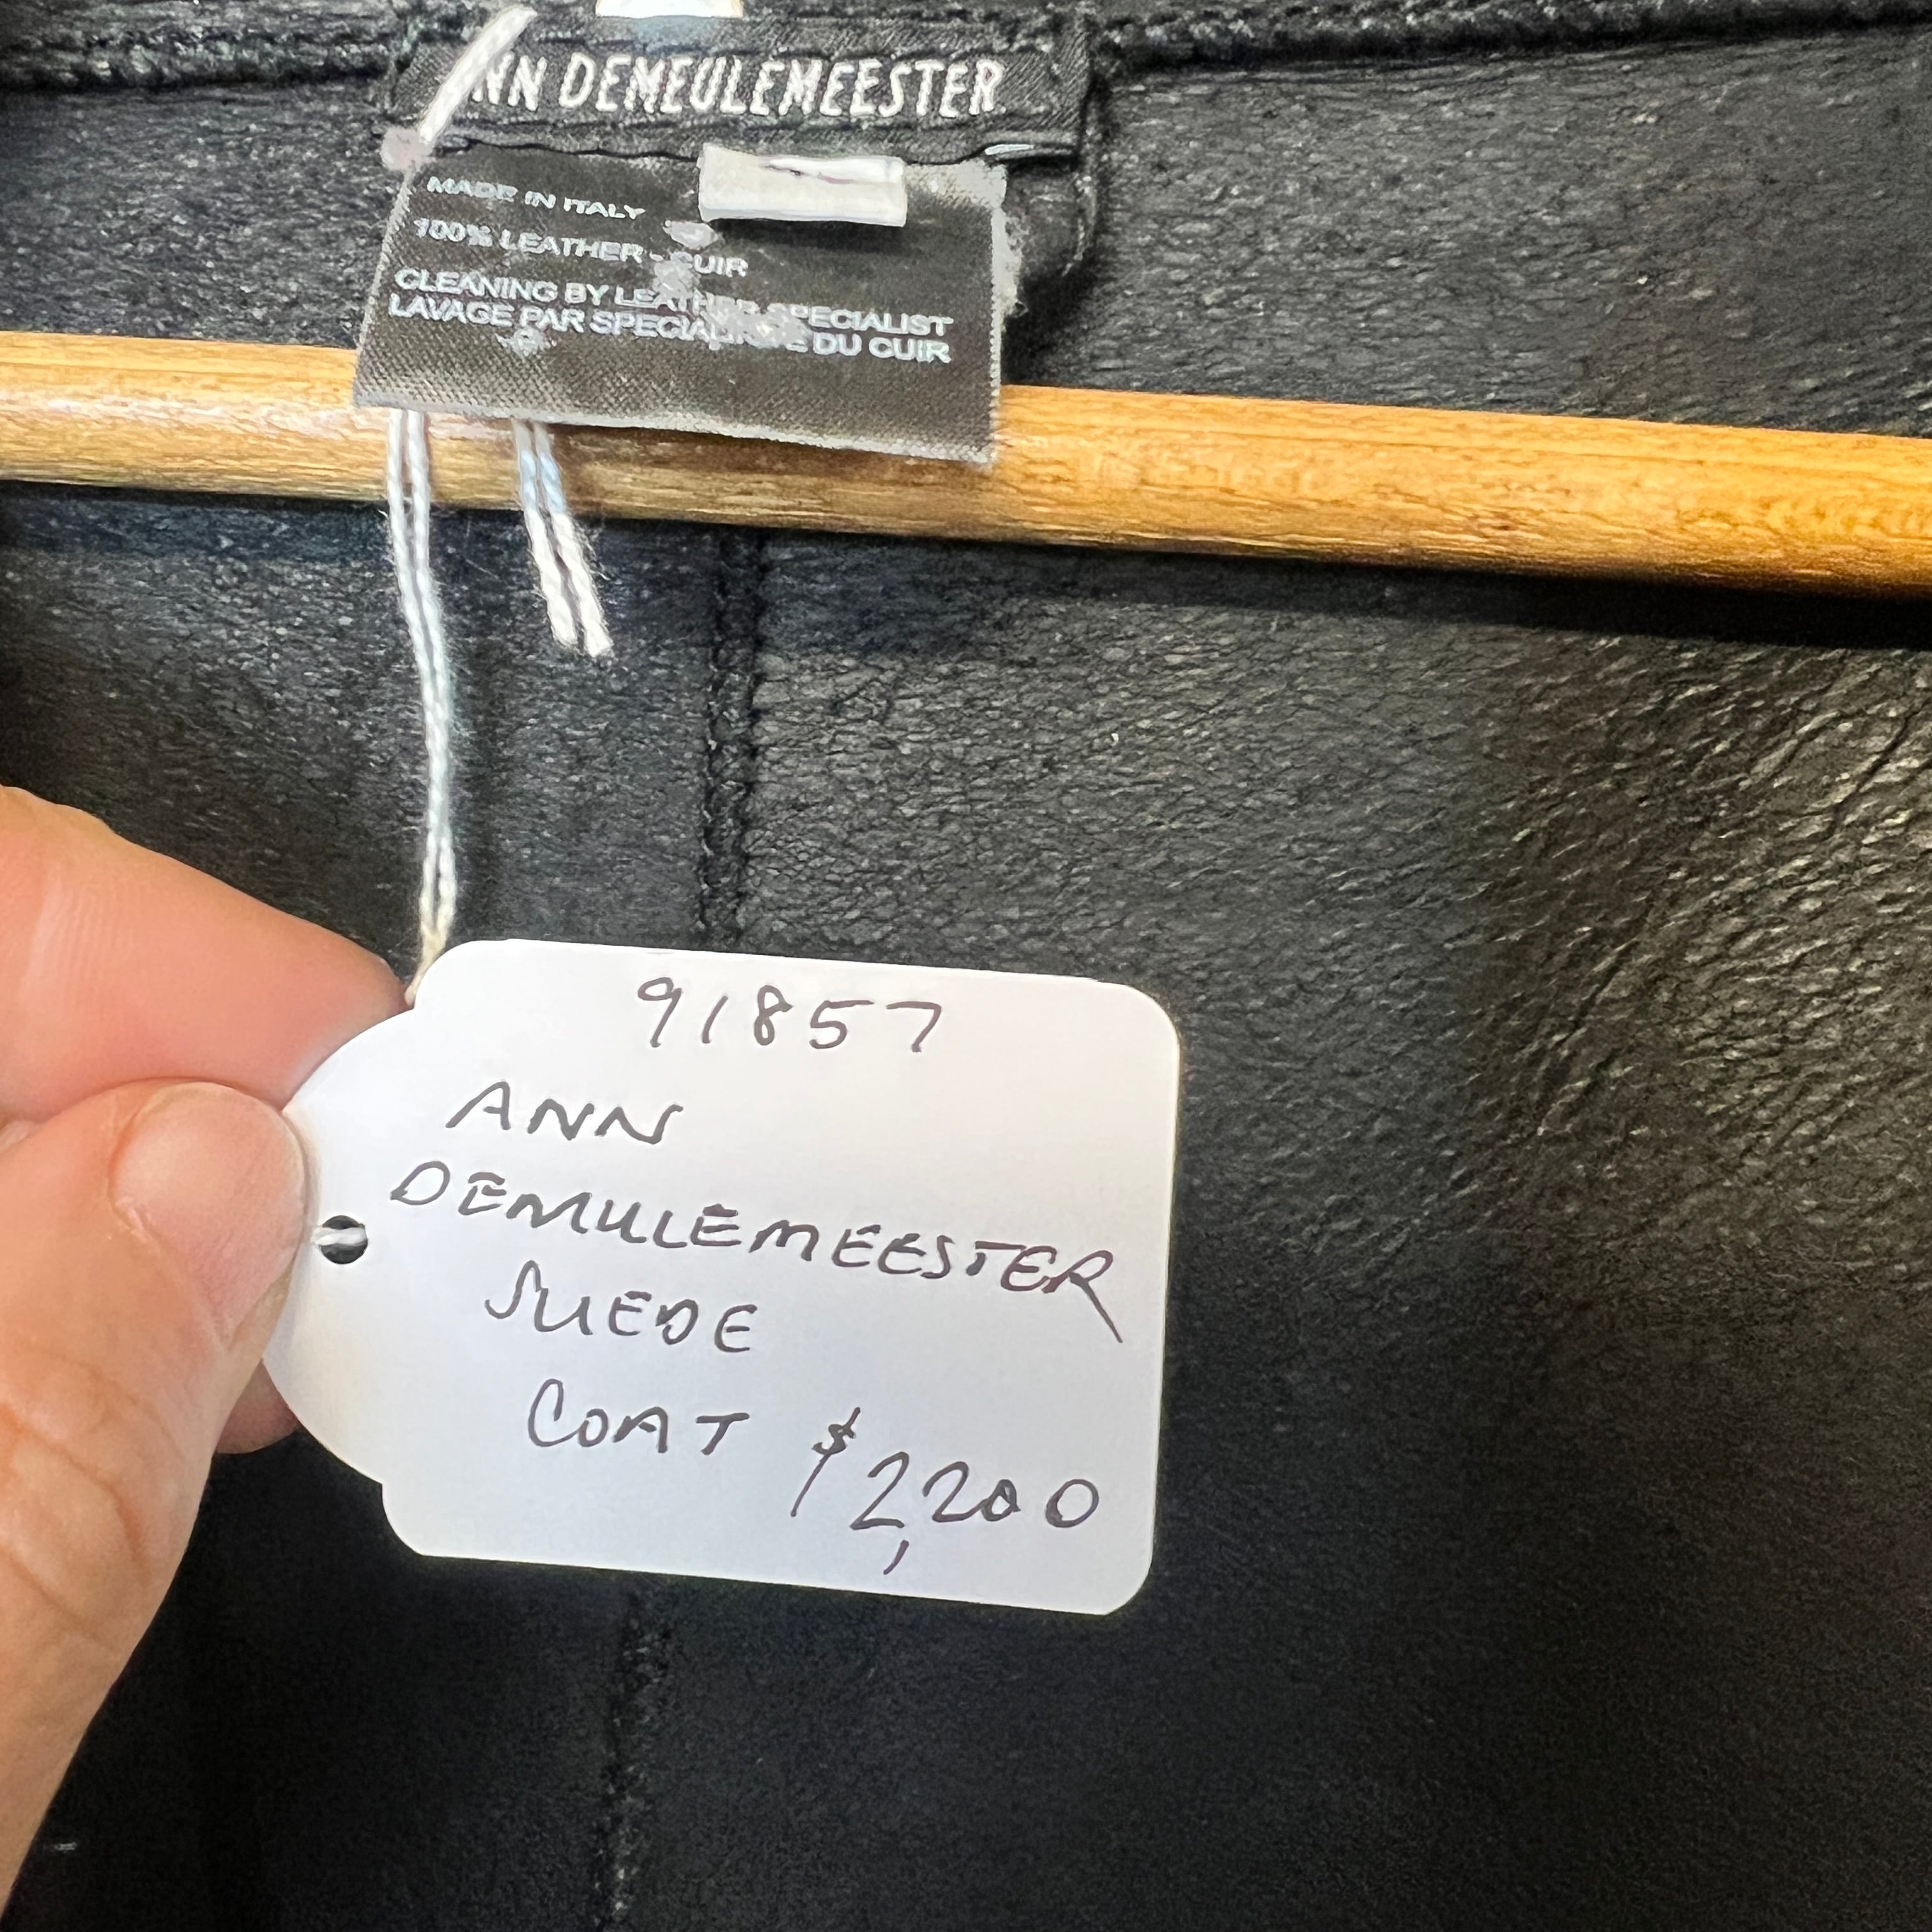 NN DEMEULEMEESTER
MADE IN ITALY
100% LEATHER - CUIR
CLEANING BY LEATHER SPECIALIST
LAVAGE PAR SPECIALISTE DU CUIR
91857
ANN
DEMULEMEESTER
SUEDE
COAT $2,200